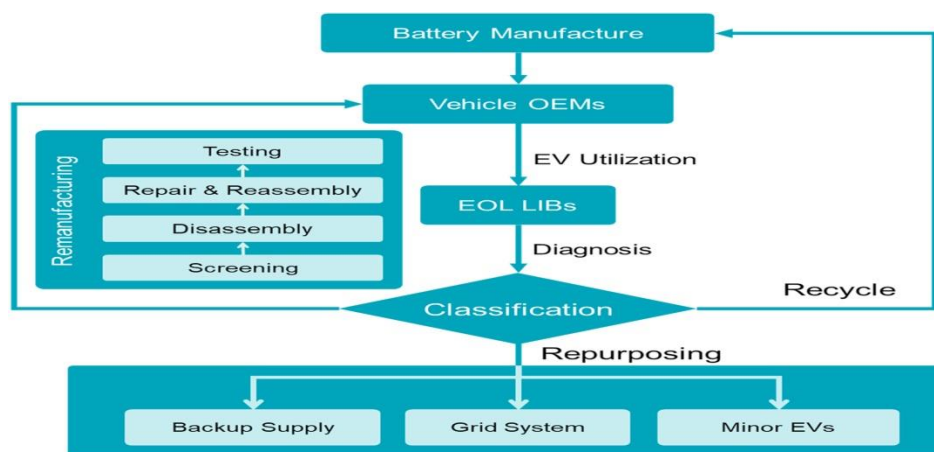 Battery Manufacture
Vehicle OEMs
EV Utilization
EOL LIBs
Diagnosis
Classification
Remanufacturing
Testing
Repair & Reassembly
Disassembly
Screening
Recycle
Repurposing
Backup Supply
Grid System
Minor EVs